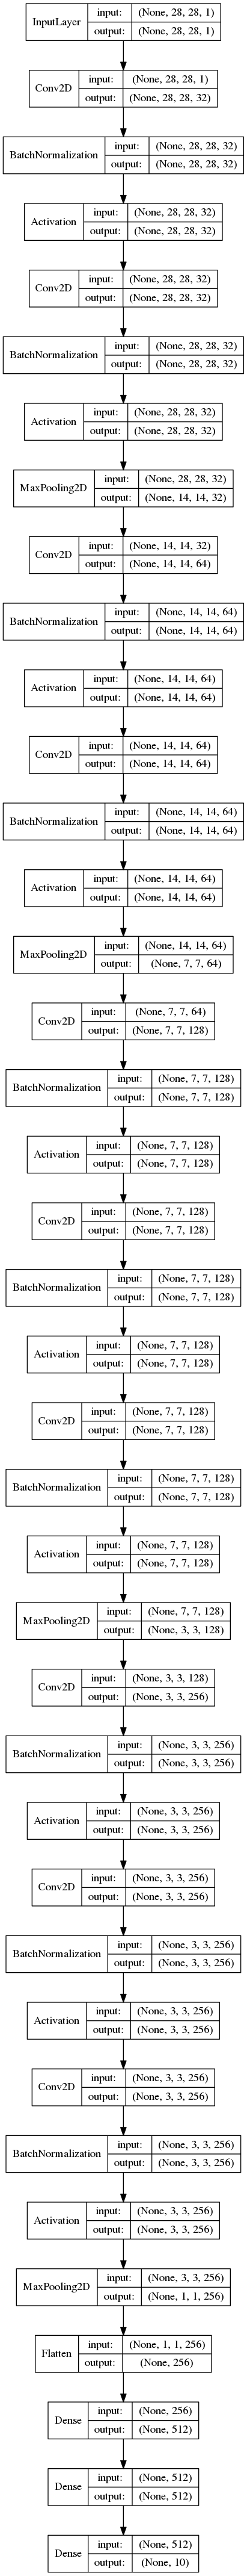 InputLayer
input: (None, 28, 28, 1)
output: (None, 28, 28, 1)
Conv2D
input: (None, 28, 28, 1)
output: (None, 28, 28, 32)
BatchNormalization
input: (None, 28, 28, 32)
output: (None, 28, 28, 32)
Activation
input: (None, 28, 28, 32)
output: (None, 28, 28, 32)
Conv2D
input: (None, 28, 28, 32)
output: (None, 28, 28, 32)
BatchNormalization
input: (None, 28, 28, 32)
output: (None, 28, 28, 32)
Activation
input: (None, 28, 28, 32)
output: (None, 28, 28, 32)
MaxPooling2D
input: (None, 28, 28, 32)
output: (None, 14, 14, 32)
Conv2D
input: (None, 14, 14, 32)
output: (None, 14, 14, 64)
BatchNormalization
input: (None, 14, 14, 64)
output: (None, 14, 14, 64)
Activation
input: (None, 14, 14, 64)
output: (None, 14, 14, 64)
Conv2D
input: (None, 14, 14, 64)
output: (None, 14, 14, 64)
BatchNormalization
input: (None, 14, 14, 64)
output: (None, 14, 14, 64)
Activation
input: (None, 14, 14, 64)
output: (None, 14, 14, 64)
MaxPooling2D
input: (None, 14, 14, 64)
output: (None, 7, 7, 64)
Conv2D
input: (None, 7, 7, 64)
output: (None, 7, 7, 128)
BatchNormalization
input: (None, 7, 7, 128)
output: (None, 7, 7, 128)
Activation
input: (None, 7, 7, 128)
output: (None, 7, 7, 128)
Conv2D
input: (None, 7, 7, 128)
output: (None, 7, 7, 128)
BatchNormalization
input: (None, 7, 7, 128)
output: (None, 7, 7, 128)
Activation
input: (None, 7, 7, 128)
output: (None, 7, 7, 128)
Conv2D
input: (None, 7, 7, 128)
output: (None, 7, 7, 128)
BatchNormalization
input: (None, 7, 7, 128)
output: (None, 7, 7, 128)
Activation
input: (None, 7, 7, 128)
output: (None, 7, 7, 128)
MaxPooling2D
input: (None, 7, 7, 128)
output: (None, 3, 3, 128)
Conv2D
input: (None, 3, 3, 128)
output: (None, 3, 3, 256)
BatchNormalization
input: (None, 3, 3, 256)
output: (None, 3, 3, 256)
Activation
input: (None, 3, 3, 256)
output: (None, 3, 3, 256)
Conv2D
input: (None, 3, 3, 256)
output: (None, 3, 3, 256)
BatchNormalization
input: (None, 3, 3, 256)
output: (None, 3, 3, 256)
Activation
input: (None, 3, 3, 256)
output: (None, 3, 3, 256)
Conv2D
input: (None, 3, 3, 256)
output: (None, 3, 3, 256)
BatchNormalization
input: (None, 3, 3, 256)
output: (None, 3, 3, 256)
Activation
input: (None, 3, 3, 256)
output: (None, 3, 3, 256)
MaxPooling2D
input: (None, 3, 3, 256)
output: (None, 1, 1, 256)
Flatten
input: (None, 1, 1, 256)
output: (None, 256)
Dense
input: (None, 256)
output: (None, 512)
Dense
input: (None, 512)
output: (None, 512)
Dense
input: (None, 512)
output: (None, 10)